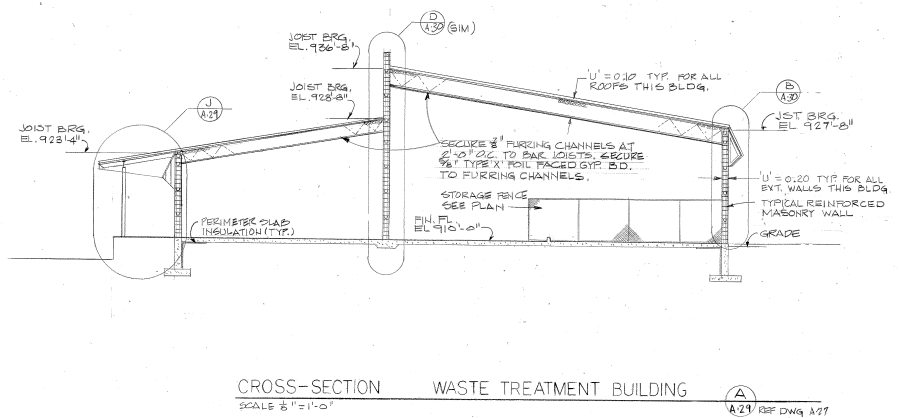 D
A·30 (SIM)
JOIST BRG.
EL. 936'-8"
JOIST BRG.
EL. 928'-8"
'U' = 0.10 TYP. FOR ALL
ROOFS THIS BLDG.
B
A·30
J
A·29
JOIST BRG.
EL. 923'-4"
JST BRG.
EL 927'-8"
SECURE FURRING CHANNELS AT
2'-0" O.C. TO BAR JOISTS. SECURE
5/8" TYPE 'X' FOIL FACED GYP. BD.
TO FURRING CHANNELS.
'U' = 0.20 TYP. FOR ALL
EXT. WALLS THIS BLDG.
STORAGE FENCE
SEE PLAN
TYPICAL REINFORCED
MASONRY WALL
PERIMETER SLAB
INSULATION (TYP.)
FIN. FL.
EL 910'-0"
GRADE
CROSS-SECTION WASTE TREATMENT BUILDING
SCALE 1/8" = 1'-0"
A
A·29 REF DWG A·27